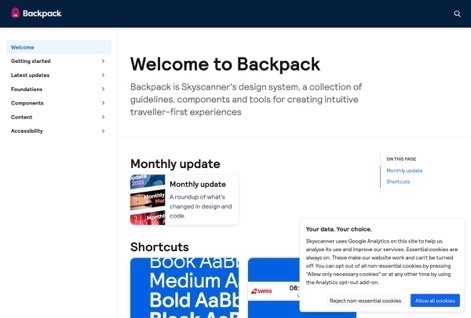 Backpack
Welcome
Getting started
Latest updates
Foundations
Components
Content
Accessibility
Welcome to Backpack
Backpack is Skyscanner's design system, a collection of
guidelines, components and tools for creating intuitive
traveller-first experiences
ON THIS PAGE
Monthly update
Shortcuts
Monthly update
Monthly update
A roundup of what's
changed in design and
code.
Shortcuts
Book AaB
Medium A
Bold AaBb
Black AaB
SWISS
08:
Your data. Your choice.
Skyscanner uses Google Analytics on this site to help us
analyse its use and improve our services. Essential cookies are
always on. These make our website work and can't be turned
off. You can opt out of all non-essential cookies by pressing
"Allow only necessary cookies" or at any other time by using
the Analytics opt-out add-on.
Reject non-essential cookies
Allow all cookies